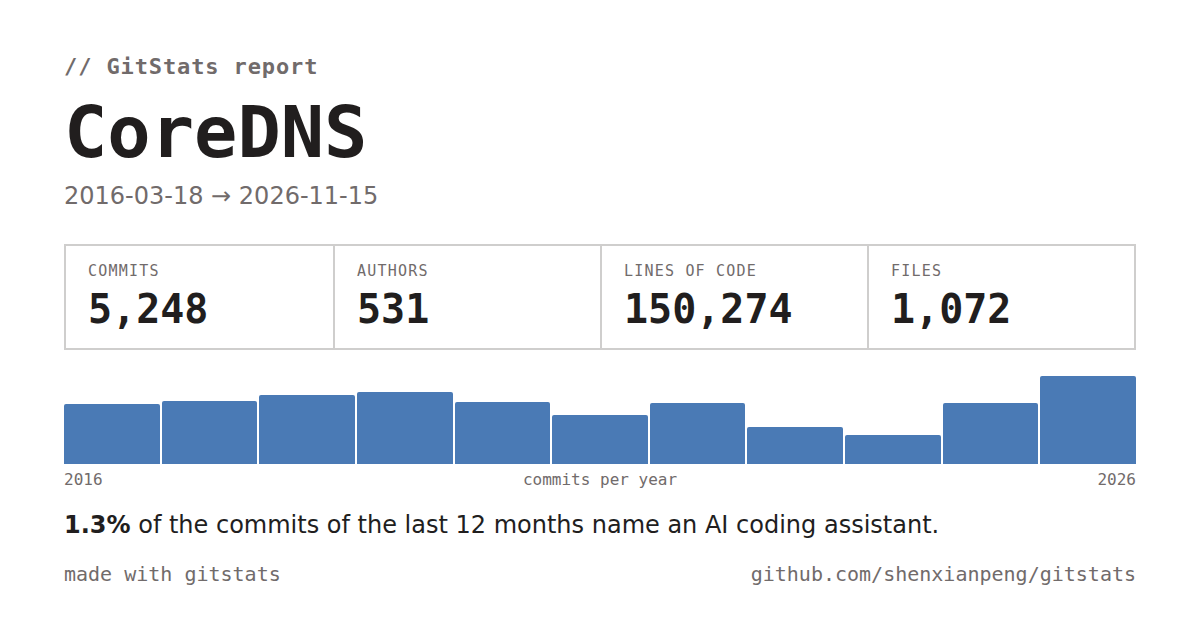 // GitStats report
CoreDNS
2016-03-18 → 2026-11-15
COMMITS AUTHORS LINES OF CODE FILES
5,248 531 150,274 1,072
2016 commits per year 2026
1.3% of the commits of the last 12 months name an AI coding assistant.
made with gitstats github.com/shenxianpeng/gitstats